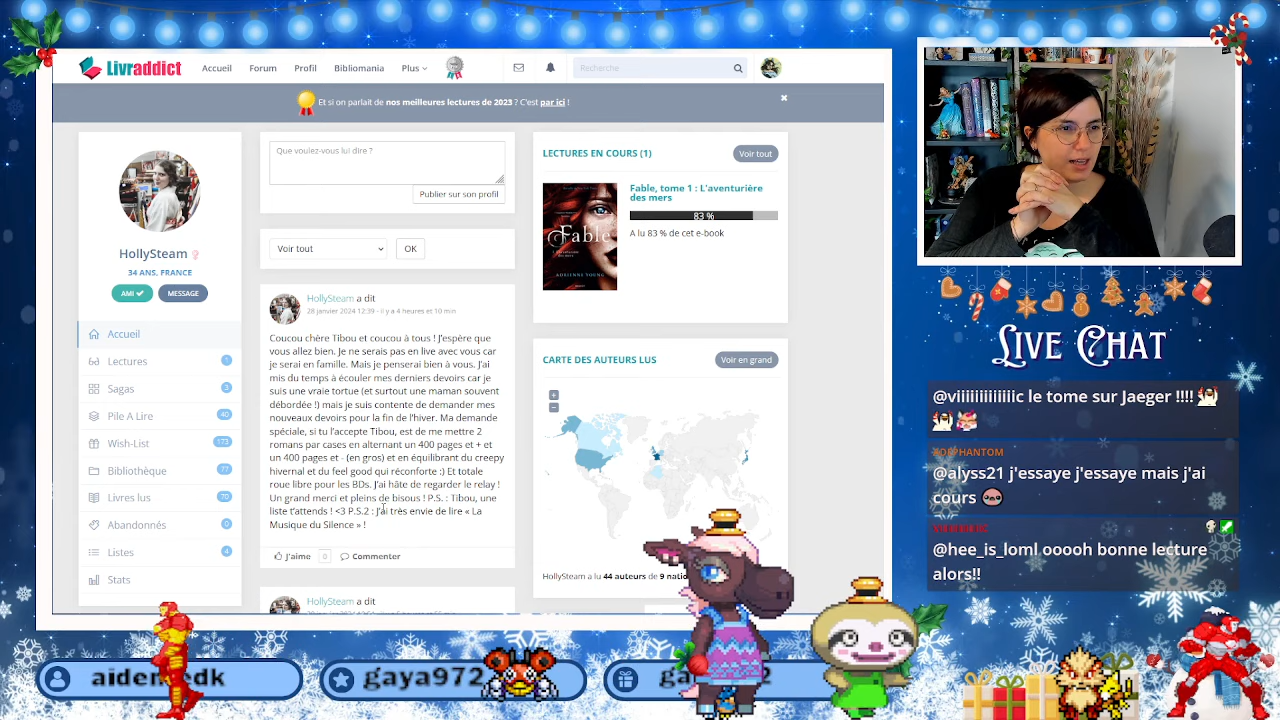 Livraddict
Accueil
Forum
Profil
Bibliomania
Plus
Recherche
Et si on parlait de nos meilleures lectures de 2023 ? C'est par ici !
HollySteam
34 ANS, FRANCE
AMI
MESSAGE
Accueil
Lectures 1
Sagas 3
Pile A Lire 40
Wish-List 173
Bibliothèque 77
Livres lus 70
Abandonnés 0
Listes 4
Stats
Que voulez-vous lui dire ?
Publier sur son profil
Voir tout
OK
HollySteam a dit
28 janvier 2024 12:39 - il y a 4 heures et 10 min
Coucou chère Tibou et coucou à tous ! J'espère que
vous allez bien. Je ne serais pas en live avec vous car
je serai en famille. Mais je penserai bien à vous. J'ai
mis du temps à écouler mes derniers devoirs car je
suis une vraie tortue (et surtout une maman souvent
débordée !) mais je suis contente de demander mes
nouveaux devoirs pour la fin de l'hiver. Ma demande
spéciale, si tu l'accepte Tibou, est de me mettre 2
romans par cases en alternant un 400 pages et + et
un 400 pages et - (en gros) et en équilibrant du creepy
hivernal et du feel good qui réconforte :) Et totale
roue libre pour les BDs. J'ai hâte de regarder le relay !
Un grand merci et pleins de bisous ! P.S. : Tibou, une
liste t'attends ! <3 P.S.2 : J'ai très envie de lire « La
Musique du Silence » !
J'aime
0
Commenter
HollySteam a dit
LECTURES EN COURS (1)
Voir tout
Fable
ADRIENNE YOUNG
Fable, tome 1 : L'aventurière
des mers
83 %
A lu 83 % de cet e-book
CARTE DES AUTEURS LUS
Voir en grand
+
−
HollySteam a lu 44 auteurs de 9
LIVE CHAT
@viiiiiiiiiiiic le tome sur Jaeger !!!!
@alyss21 j'essaye j'essaye mais j'ai
cours
@hee_is_loml ooooh bonne lecture
alors!!
gaya972